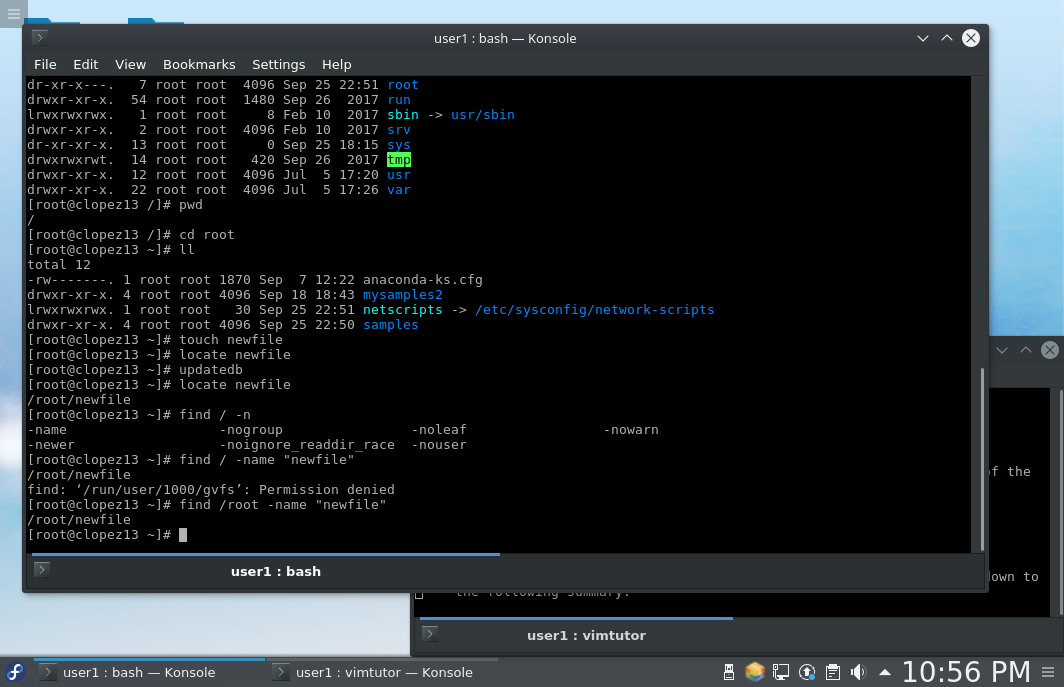 user1 : bash — Konsole
File Edit View Bookmarks Settings Help
dr-xr-x---.   7 root root  4096 Sep 25 22:51 root
drwxr-xr-x.  54 root root  1480 Sep 26  2017 run
lrwxrwxrwx.   1 root root     8 Feb 10  2017 sbin -> usr/sbin
drwxr-xr-x.   2 root root  4096 Feb 10  2017 srv
dr-xr-xr-x.  13 root root     0 Sep 25 18:15 sys
drwxrwxrwt.  14 root root   420 Sep 26  2017 tmp
drwxr-xr-x.  12 root root  4096 Jul  5 17:20 usr
drwxr-xr-x.  22 root root  4096 Jul  5 17:26 var
[root@clopez13 /]# pwd
/
[root@clopez13 /]# cd root
[root@clopez13 ~]# ll
total 12
-rw-------. 1 root root 1870 Sep  7 12:22 anaconda-ks.cfg
drwxr-xr-x. 4 root root 4096 Sep 18 18:43 mysamples2
lrwxrwxrwx. 1 root root   30 Sep 25 22:51 netscripts -> /etc/sysconfig/network-scripts
drwxr-xr-x. 4 root root 4096 Sep 25 22:50 samples
[root@clopez13 ~]# touch newfile
[root@clopez13 ~]# locate newfile
[root@clopez13 ~]# updatedb
[root@clopez13 ~]# locate newfile
/root/newfile
[root@clopez13 ~]# find / -n
-name                   -nogroup                -noleaf                 -nowarn
-newer                  -noignore_readdir_race  -nouser
[root@clopez13 ~]# find / -name "newfile"
/root/newfile
find: ‘/run/user/1000/gvfs’: Permission denied
[root@clopez13 ~]# find /root -name "newfile"
/root/newfile
[root@clopez13 ~]#
user1 : bash
of the
down to
the following summary.
user1 : vimtutor
user1 : bash — Konsole
user1 : vimtutor — Konsole
10:56 PM